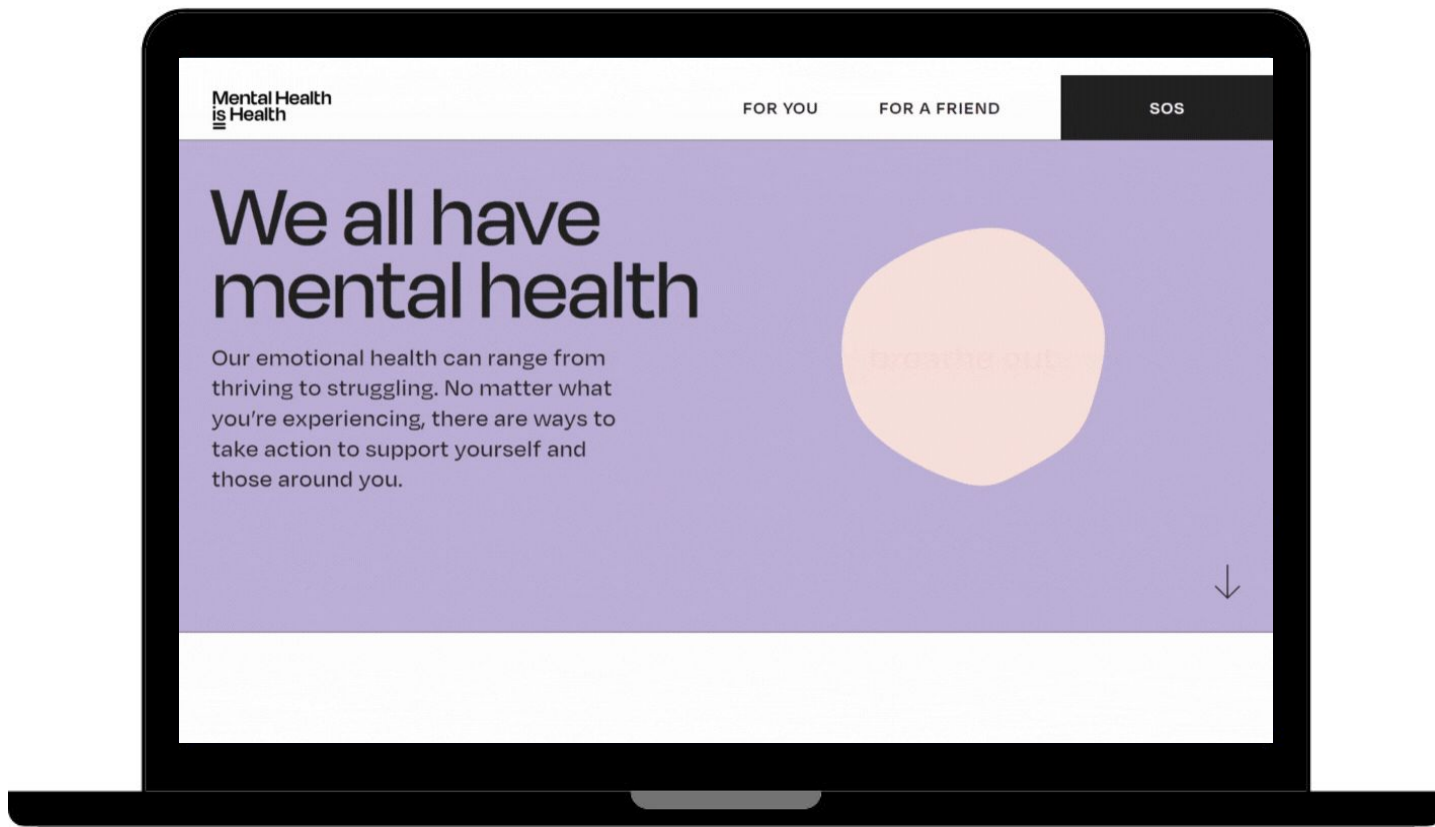 Mental Health
is Health
FOR YOU
FOR A FRIEND
SOS
We all have
mental health
Our emotional health can range from
thriving to struggling. No matter what
you're experiencing, there are ways to
take action to support yourself and
those around you.
breathe out